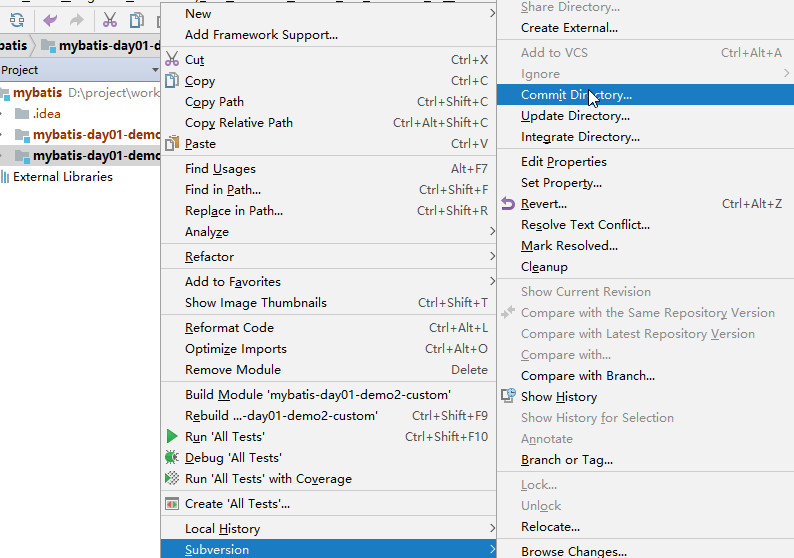 batis
mybatis-day01-d
Project
mybatis D:\project\work
.idea
mybatis-day01-demo
mybatis-day01-demo
External Libraries
New
Add Framework Support...
Cut Ctrl+X
Copy Ctrl+C
Copy Path Ctrl+Shift+C
Copy Relative Path Ctrl+Alt+Shift+C
Paste Ctrl+V
Find Usages Alt+F7
Find in Path... Ctrl+Shift+F
Replace in Path... Ctrl+Shift+R
Analyze
Refactor
Add to Favorites
Show Image Thumbnails Ctrl+Shift+T
Reformat Code Ctrl+Alt+L
Optimize Imports Ctrl+Alt+O
Remove Module Delete
Build Module 'mybatis-day01-demo2-custom'
Rebuild ...-day01-demo2-custom' Ctrl+Shift+F9
Run 'All Tests' Ctrl+Shift+F10
Debug 'All Tests'
Run 'All Tests' with Coverage
Create 'All Tests'...
Local History
Subversion
Share Directory...
Create External...
Add to VCS Ctrl+Alt+A
Ignore
Commit Directory...
Update Directory...
Integrate Directory...
Edit Properties
Set Property...
Revert... Ctrl+Alt+Z
Resolve Text Conflict...
Mark Resolved...
Cleanup
Show Current Revision
Compare with the Same Repository Version
Compare with Latest Repository Version
Compare with...
Compare with Branch...
Show History
Show History for Selection
Annotate
Branch or Tag...
Lock...
Unlock
Relocate...
Browse Changes...